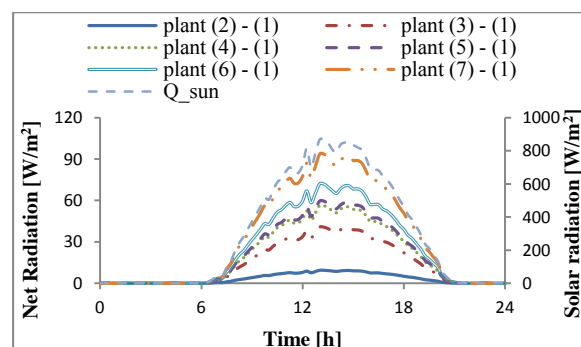 plant (2) - (1) plant (3) - (1)
plant (4) - (1) plant (5) - (1)
plant (6) - (1) plant (7) - (1)
Q_sun
120 1000
90 800
60 600
30 400
0 200
0
0 6 12 18 24
Net Radiation [W/m²]
Solar radiation [W/m²]
Time [h]